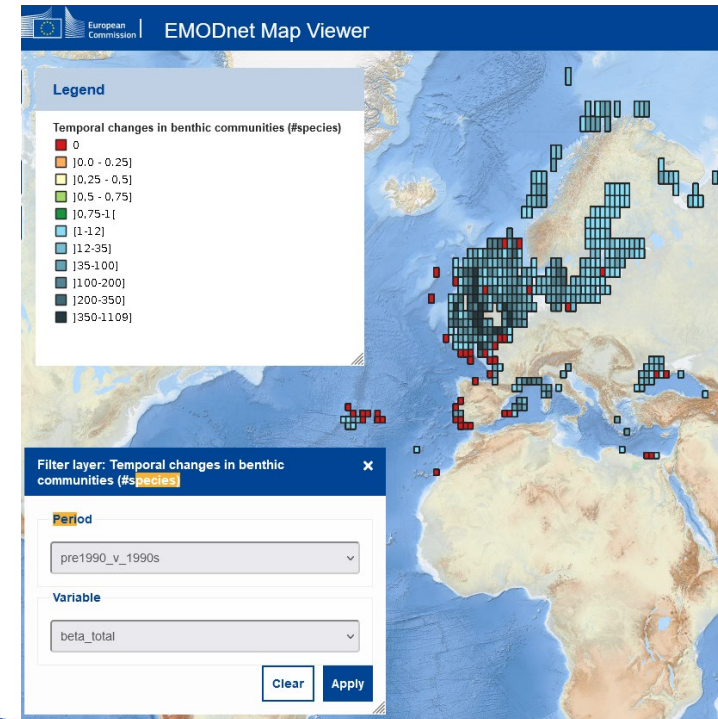 European
Commission
EMODnet Map Viewer
Legend
Temporal changes in benthic communities (#species)
0
]0.0 - 0.25]
]0,25 - 0,5]
]0,5 - 0,75]
]0,75-1[
[1-12]
]12-35]
]35-100]
]100-200]
]200-350]
]350-1109]
Filter layer: Temporal changes in benthic
communities (#species)
×
Period
pre1990_v_1990s
Variable
beta_total
Clear
Apply